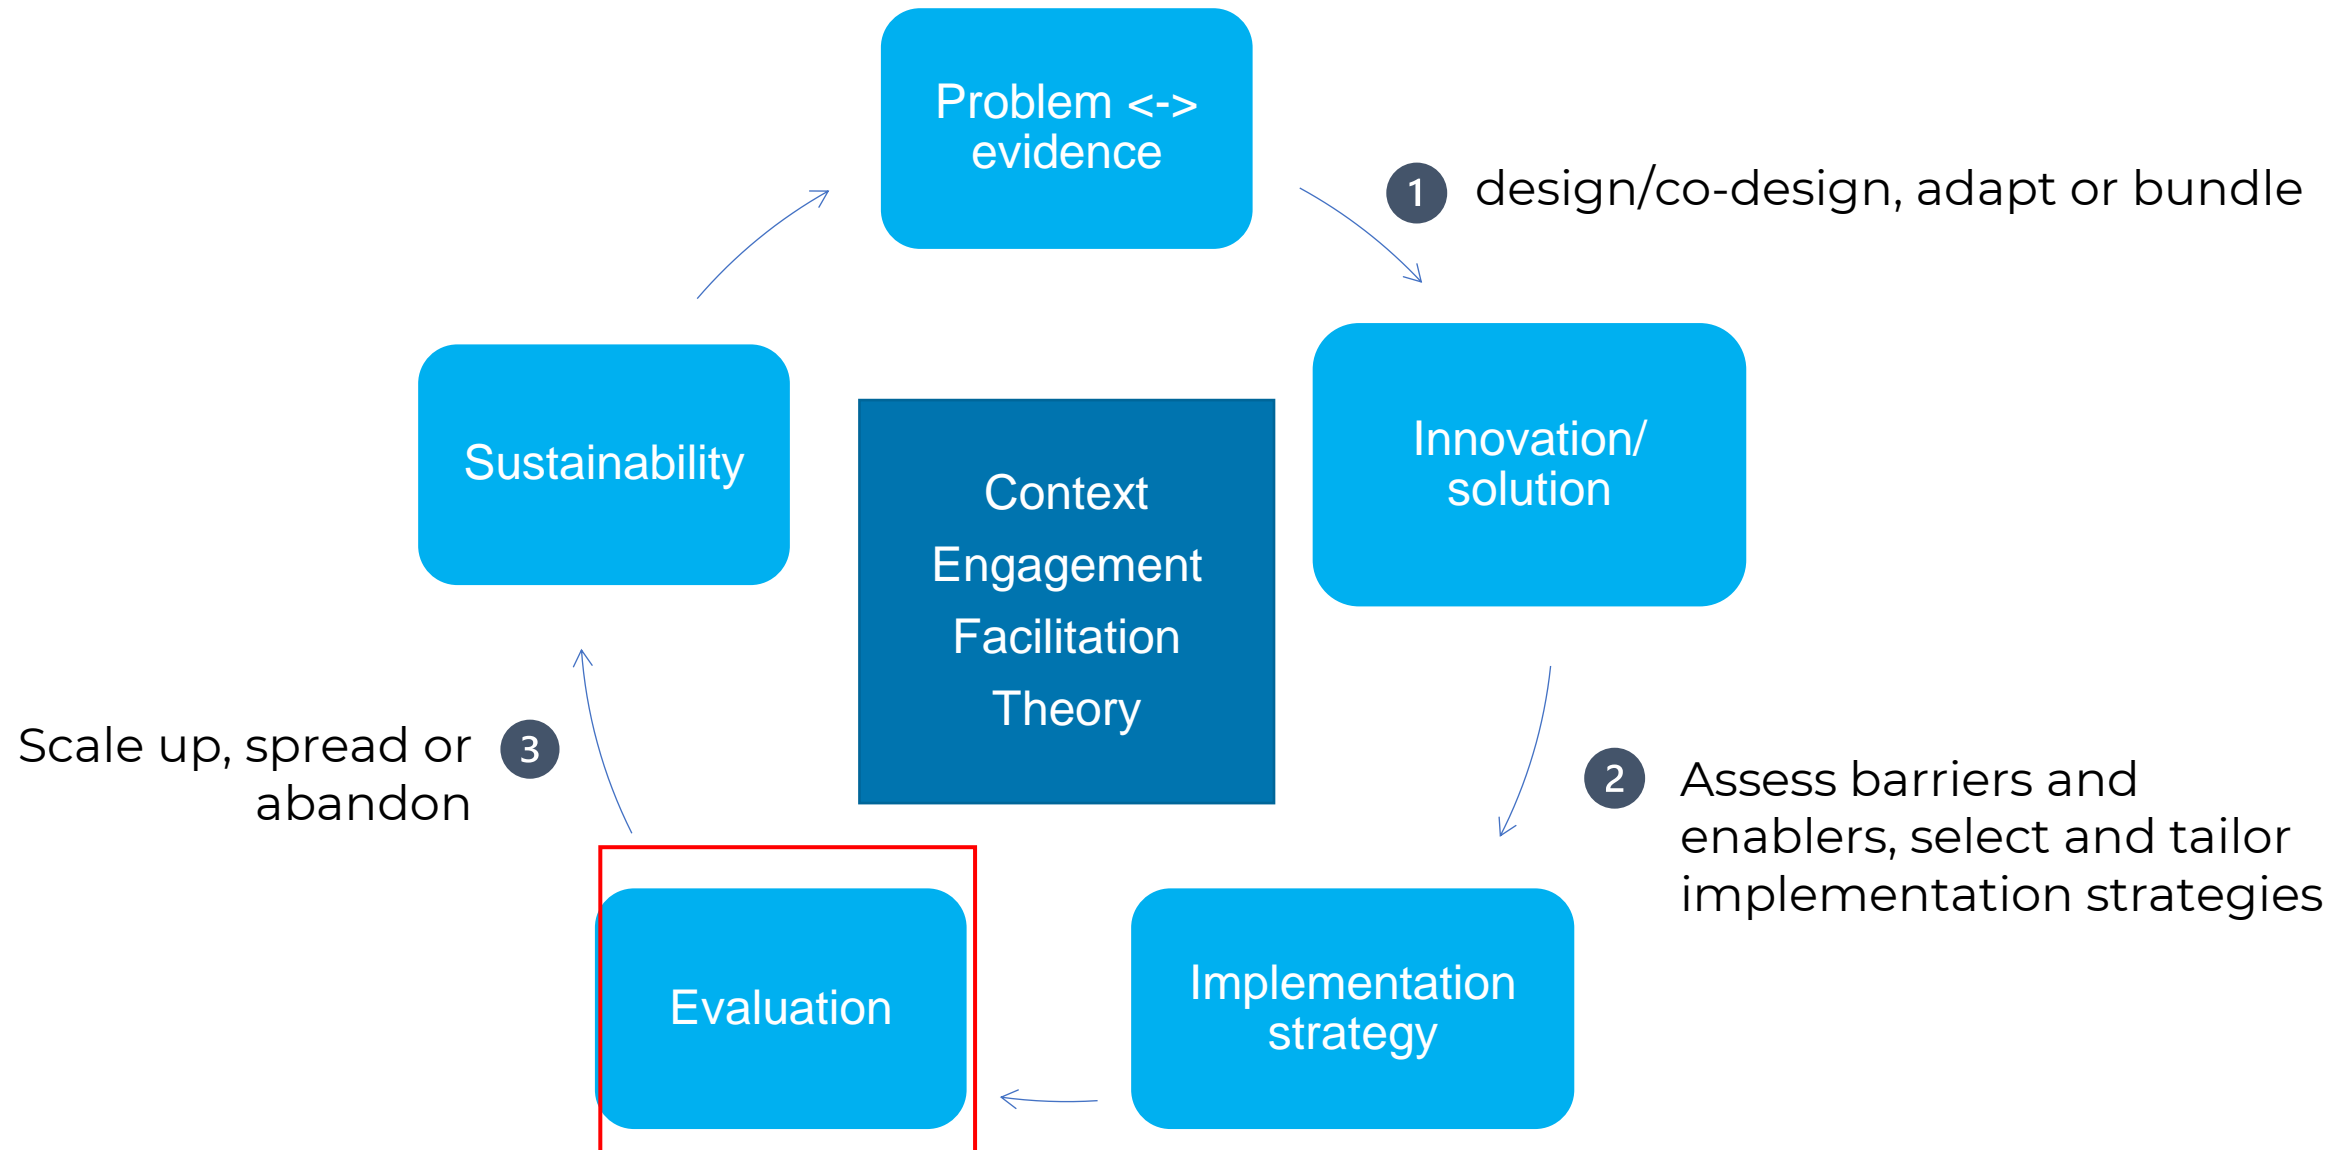 Problem <->
evidence
1
design/co-design, adapt or bundle
Innovation/
solution
2
Assess barriers and
enablers, select and tailor
implementation strategies
Implementation
strategy
Evaluation
3
Scale up, spread or
abandon
Sustainability
Context
Engagement
Facilitation
Theory